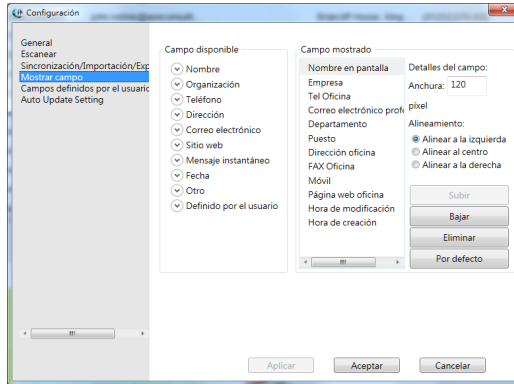 Configuración
General
Escanear
Sincronización/Importación/Exp
Mostrar campo
Campos definidos por el usuario
Auto Update Setting
Campo disponible
Nombre
Organización
Teléfono
Dirección
Correo electrónico
Sitio web
Mensaje instantáneo
Fecha
Otro
Definido por el usuario
Campo mostrado
Nombre en pantalla
Empresa
Tel Oficina
Correo electrónico profe
Departamento
Puesto
Dirección oficina
FAX Oficina
Móvil
Página web oficina
Hora de modificación
Hora de creación
Detalles del campo:
Anchura: 120
píxel
Alineamiento:
Alinear a la izquierda
Alinear al centro
Alinear a la derecha
Subir
Bajar
Eliminar
Por defecto
Aplicar
Aceptar
Cancelar